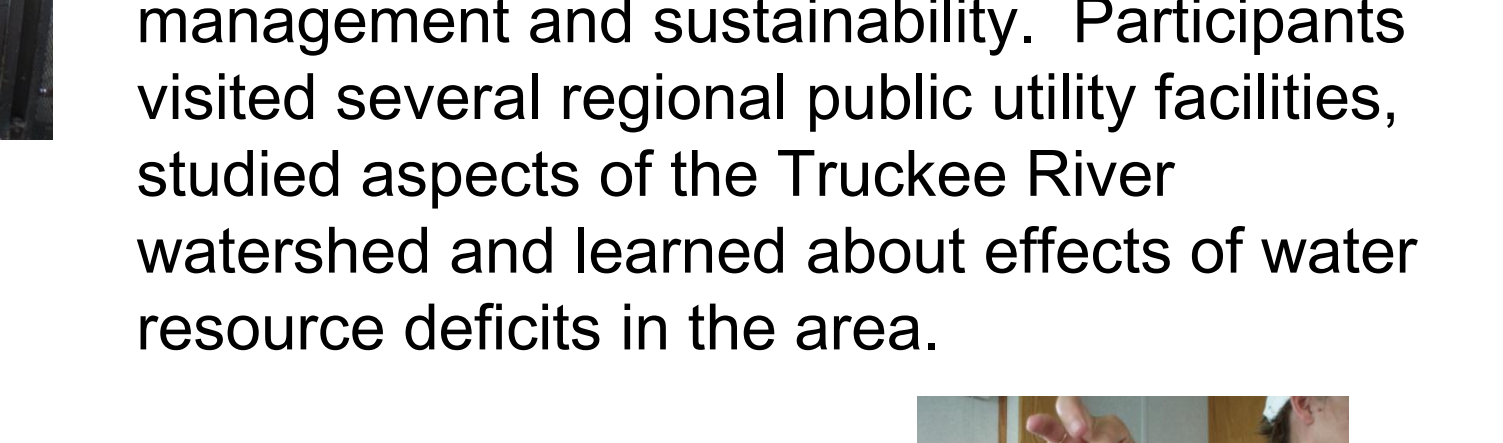 management and sustainability.  Participants
visited several regional public utility facilities,
studied aspects of the Truckee River
watershed and learned about effects of water
resource deficits in the area.